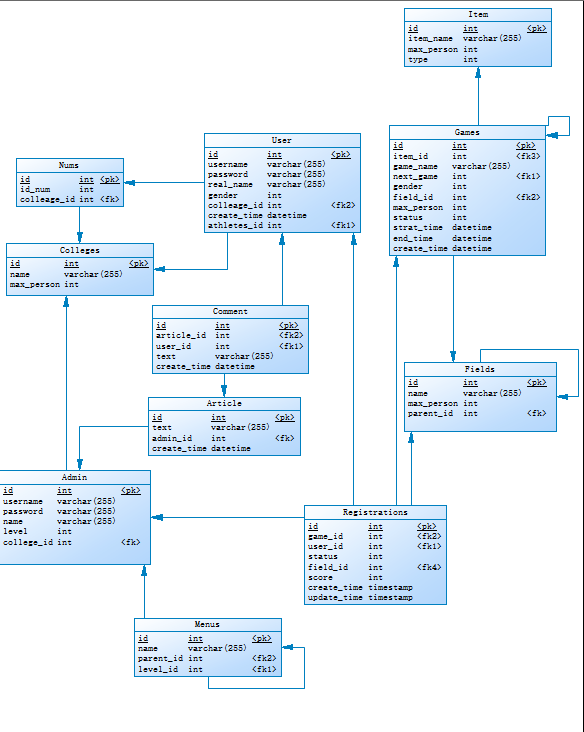 Item
id int <pk>
item_name varchar(255)
max_person int
type int
Games
id int <pk>
item_id int <fk3>
game_name varchar(255)
next_game int <fk1>
gender int
field_id int <fk2>
max_person int
status int
strat_time datetime
end_time datetime
create_time datetime
User
id int <pk>
username varchar(255)
password varchar(255)
real_name varchar(255)
gender int
colleage_id int <fk2>
create_time datetime
athletes_id int <fk1>
Nums
id int <pk>
id_num int
colleage_id int <fk>
Colleges
id int <pk>
name varchar(255)
max_person int
Comment
id int <pk>
article_id int <fk2>
user_id int <fk1>
text varchar(255)
create_time datetime
Fields
id int <pk>
name varchar(255)
max_person int
parent_id int <fk>
Article
id int <pk>
text varchar(255)
admin_id int <fk>
create_time datetime
Admin
id int <pk>
username varchar(255)
password varchar(255)
name varchar(255)
level int
college_id int <fk>
Registrations
id int <pk>
game_id int <fk2>
user_id int <fk1>
status int
field_id int <fk4>
score int
create_time timestamp
update_time timestamp
Menus
id int <pk>
name varchar(255)
parent_id int <fk2>
level_id int <fk1>